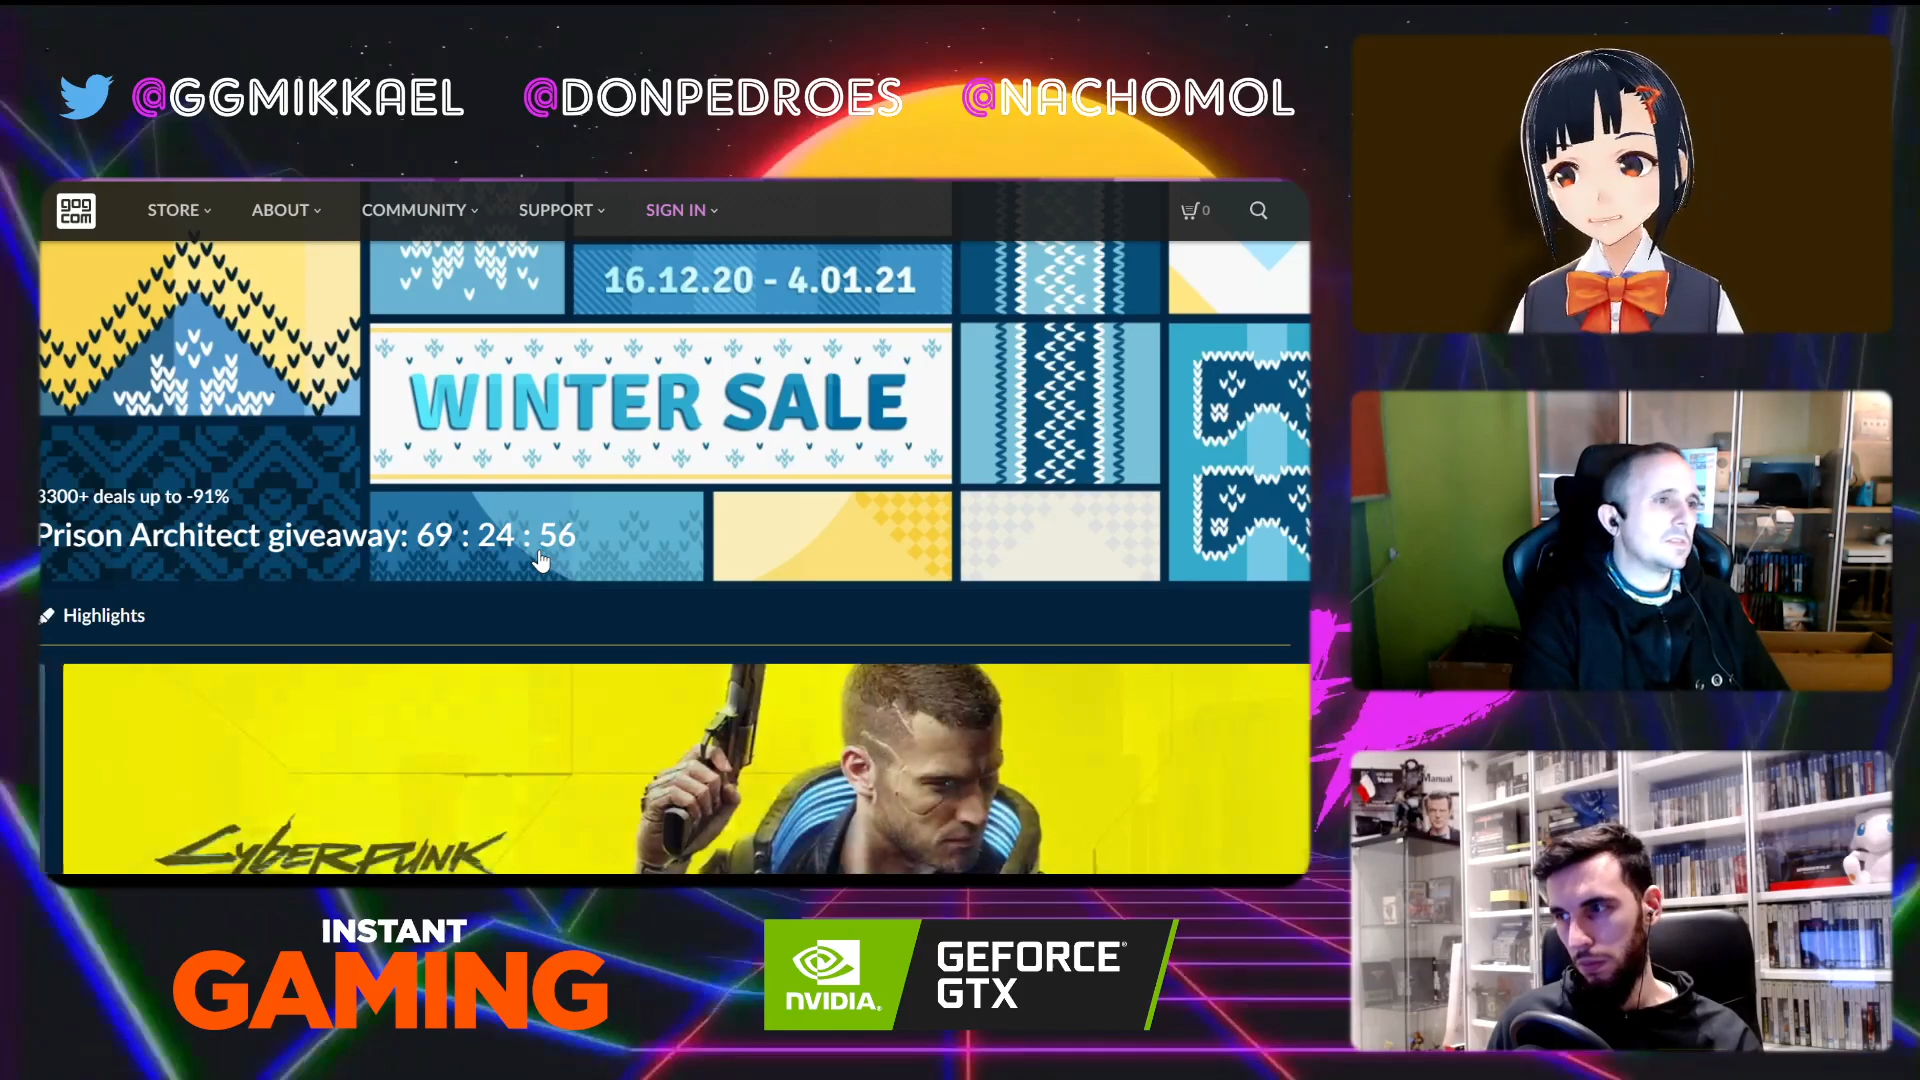 @GGMIKKAEL @DONPEDROES @NACHOMOL
gog
com
STORE ABOUT COMMUNITY SUPPORT SIGN IN 0
16.12.20 - 4.01.21
WINTER SALE
3300+ deals up to -91%
Prison Architect giveaway: 69 : 24 : 56
Highlights
CYBERPUNK
Manual
INSTANT
GAMING
NVIDIA.
GEFORCE®
GTX